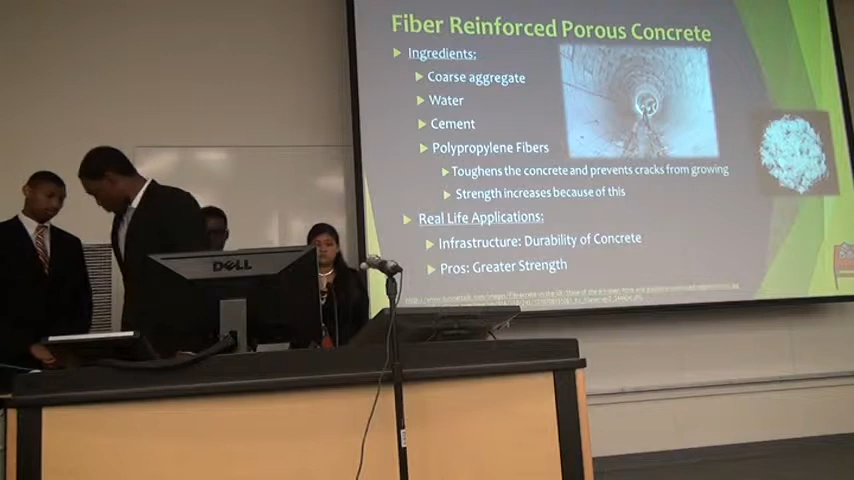 Fiber Reinforced Porous Concrete
Ingredients:
Coarse aggregate
Water
Cement
Polypropylene Fibers
Toughens the concrete and prevents cracks from growing
Strength increases because of this
Real Life Applications:
Infrastructure: Durability of Concrete
Pros: Greater Strength
DELL